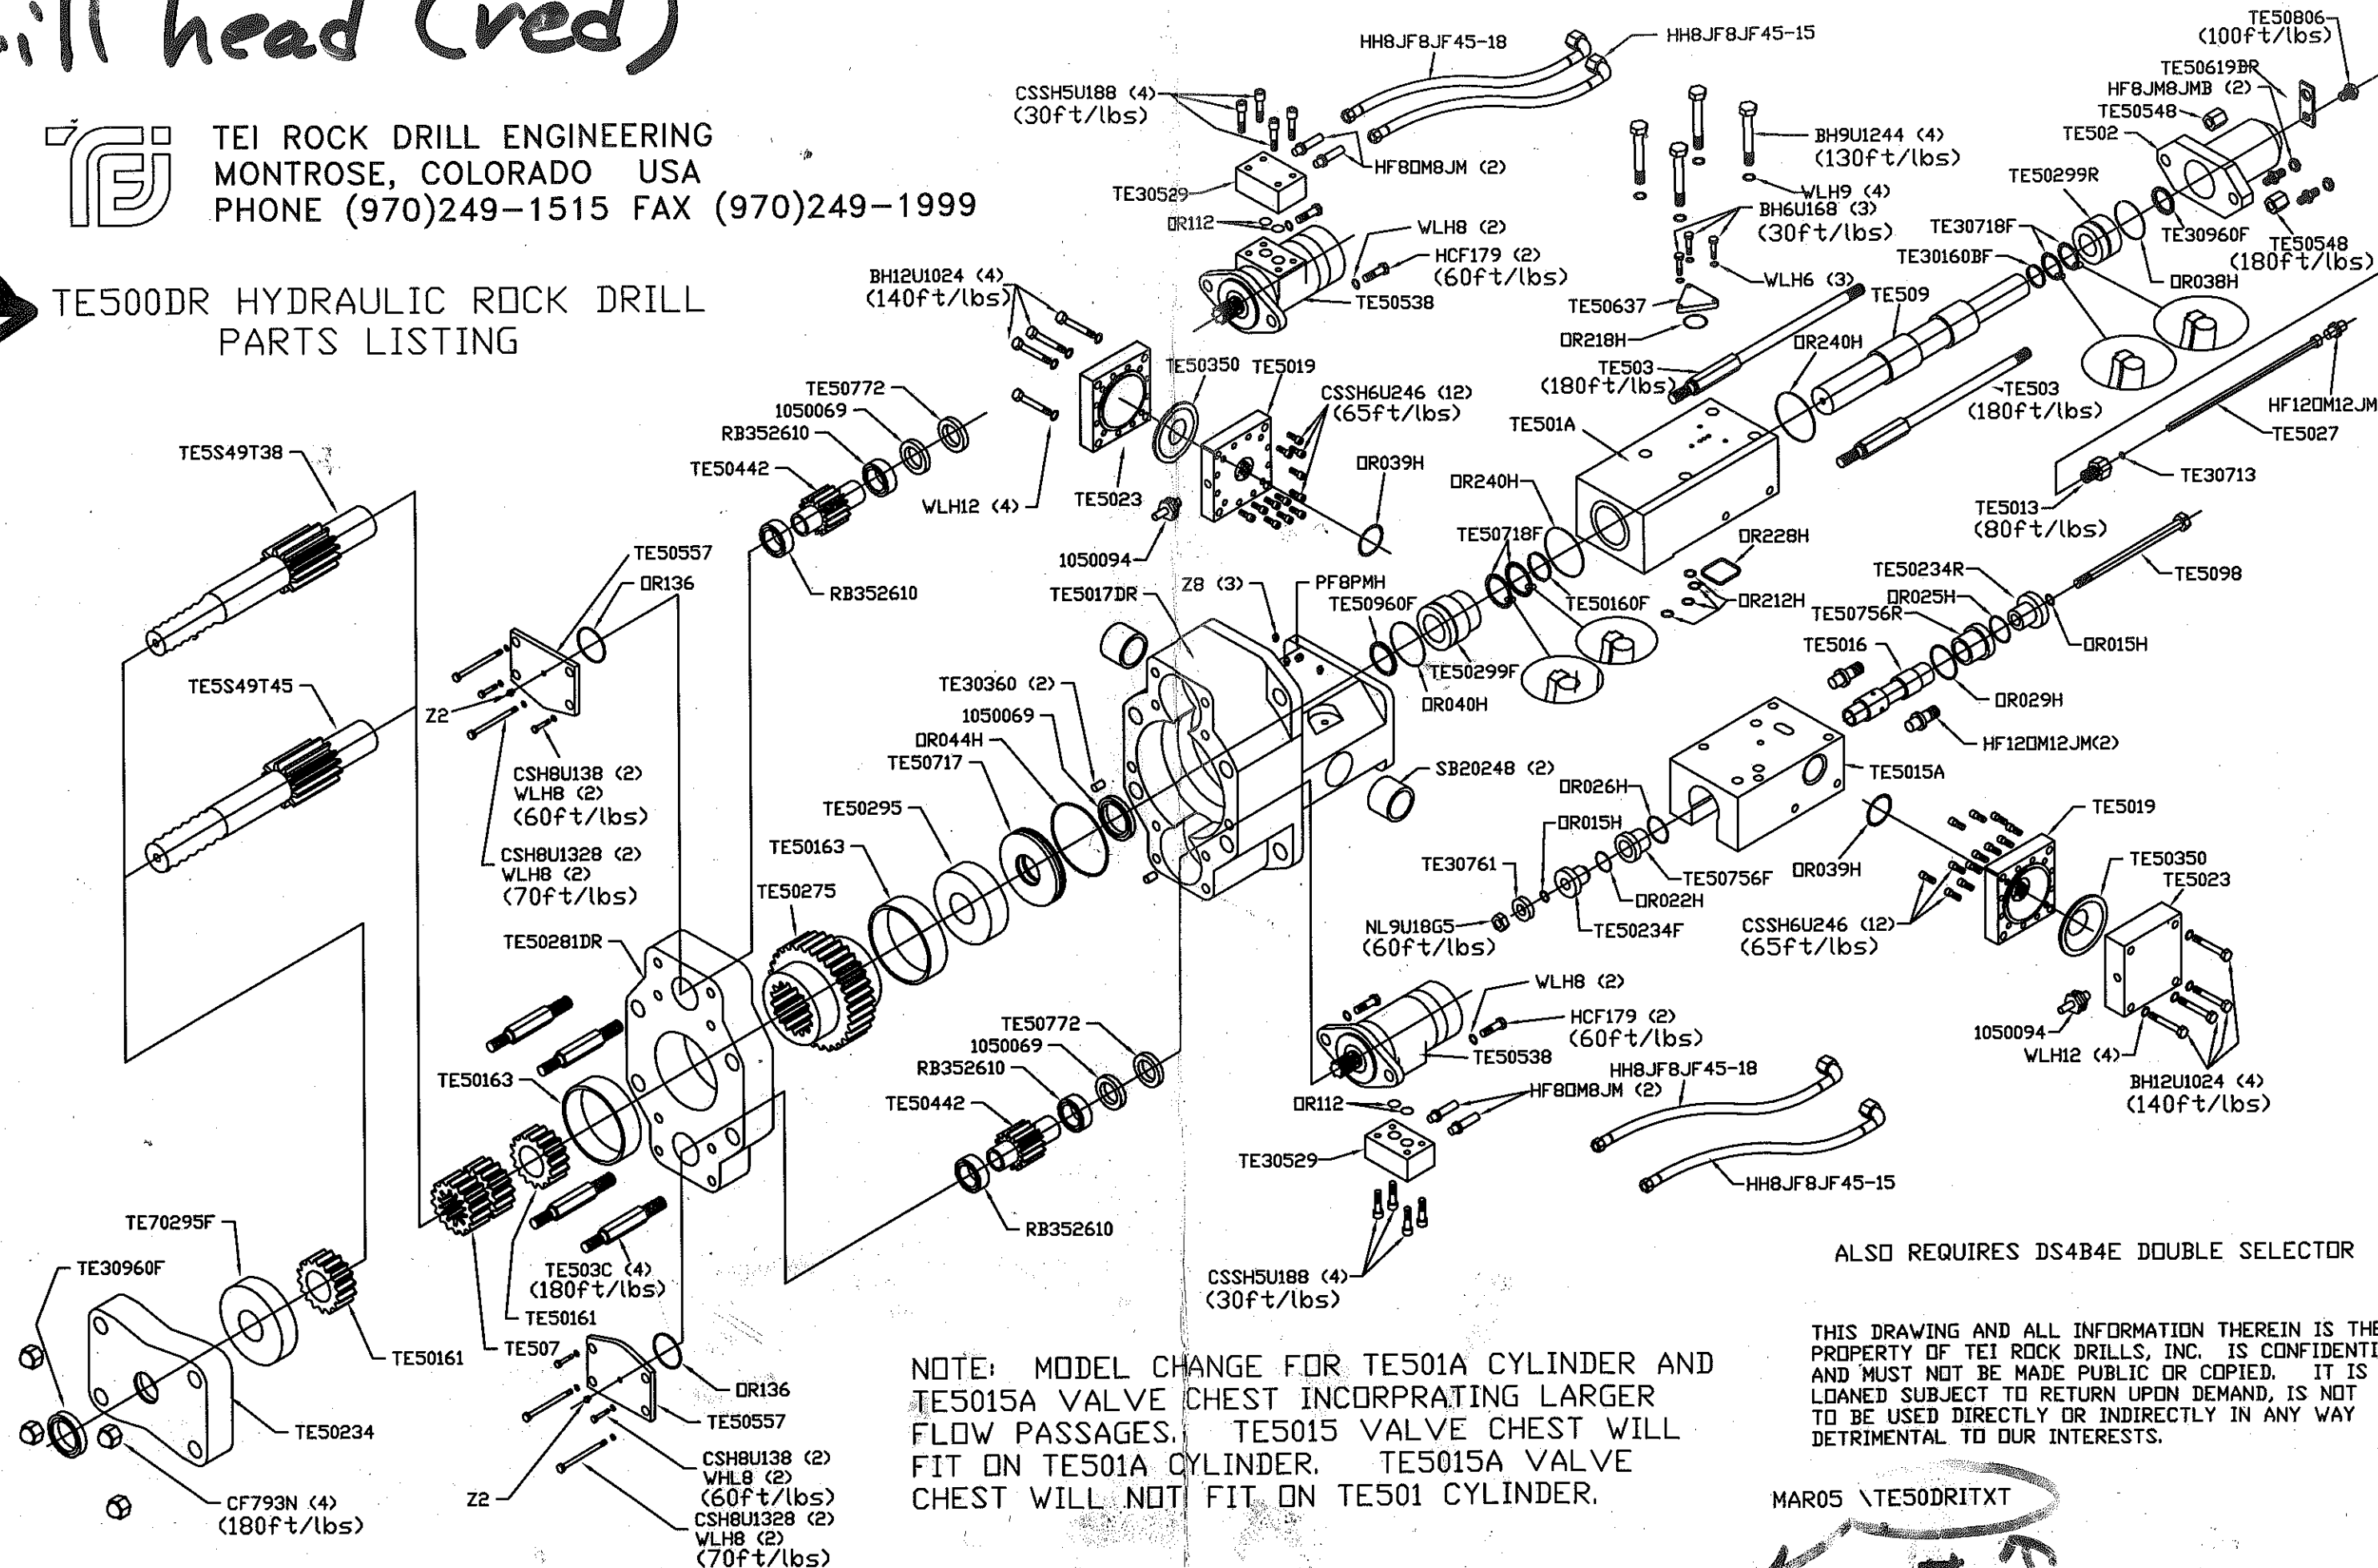 ill head (red)
TEI ROCK DRILL ENGINEERING
MONTROSE, COLORADO USA
PHONE (970)249-1515 FAX (970)249-1999
TE500DR HYDRAULIC ROCK DRILL
PARTS LISTING
HH8JF8JF45-18
HH8JF8JF45-15
CSSH5U188 (4)
(30ft/lbs)
HF8OM8JM (2)
TE30529
OR112
WLH8 (2)
HCF179 (2)
(60ft/lbs)
TE50538
BH12U1024 (4)
(140ft/lbs)
TE50350
TE5019
CSSH6U246 (12)
(65ft/lbs)
TE5023
WLH12 (4)
1050094
OR039H
TE50806
(100ft/lbs)
TE50619BR
HF8JM8JMB (2)
TE50548
TE502
BH9U1244 (4)
(130ft/lbs)
WLH9 (4)
BH6U168 (3)
(30ft/lbs)
WLH6 (3)
TE50637
OR218H
TE503
(180ft/lbs)
TE50299R
TE30718F
TE30160BF
TE30960F
TE50548
(180ft/lbs)
OR038H
TE509
OR240H
TE503
(180ft/lbs)
HF12OM12JM
TE5027
TE30713
TE5013
(80ft/lbs)
TE501A
OR240H
TE50718F
TE50160F
OR228H
OR212H
TE5098
TE50234R
OR025H
TE50756R
TE5016
OR015H
OR029H
HF12OM12JM(2)
TE5015A
TE50772
1050069
RB352610
TE50442
RB352610
TE5S49T38
TE5S49T45
TE50557
OR136
Z2
CSH8U138 (2)
WLH8 (2)
(60ft/lbs)
CSH8U1328 (2)
WLH8 (2)
(70ft/lbs)
Z8 (3)
PF8PMH
TE5017DR
TE50960F
TE50299F
OR040H
TE30360 (2)
1050069
OR044H
TE50717
TE50295
TE50163
TE50275
TE50281DR
SB20248 (2)
OR026H
OR015H
TE30761
TE50756F
OR022H
NL9U18G5
(60ft/lbs)
TE50234F
OR039H
TE5019
TE50350
TE5023
CSSH6U246 (12)
(65ft/lbs)
1050094
WLH12 (4)
BH12U1024 (4)
(140ft/lbs)
WLH8 (2)
HCF179 (2)
(60ft/lbs)
TE50538
HF8OM8JM (2)
OR112
TE30529
CSSH5U188 (4)
(30ft/lbs)
HH8JF8JF45-18
HH8JF8JF45-15
TE50772
1050069
RB352610
TE50442
RB352610
TE50163
TE503C (4)
(180ft/lbs)
TE50161
TE507
TE70295F
TE30960F
TE50161
TE50234
CF793N (4)
(180ft/lbs)
OR136
TE50557
Z2
CSH8U138 (2)
WHL8 (2)
(60ft/lbs)
CSH8U1328 (2)
WLH8 (2)
(70ft/lbs)
NOTE: MODEL CHANGE FOR TE501A CYLINDER AND
TE5015A VALVE CHEST INCORPRATING LARGER
FLOW PASSAGES. TE5015 VALVE CHEST WILL
FIT ON TE501A CYLINDER. TE5015A VALVE
CHEST WILL NOT FIT ON TE501 CYLINDER.
ALSO REQUIRES DS4B4E DOUBLE SELECTOR
THIS DRAWING AND ALL INFORMATION THEREIN IS THE
PROPERTY OF TEI ROCK DRILLS, INC. IS CONFIDENTI
AND MUST NOT BE MADE PUBLIC OR COPIED. IT IS
LOANED SUBJECT TO RETURN UPON DEMAND, IS NOT
TO BE USED DIRECTLY OR INDIRECTLY IN ANY WAY
DETRIMENTAL TO OUR INTERESTS.
MAR05 \TE50DRITXT